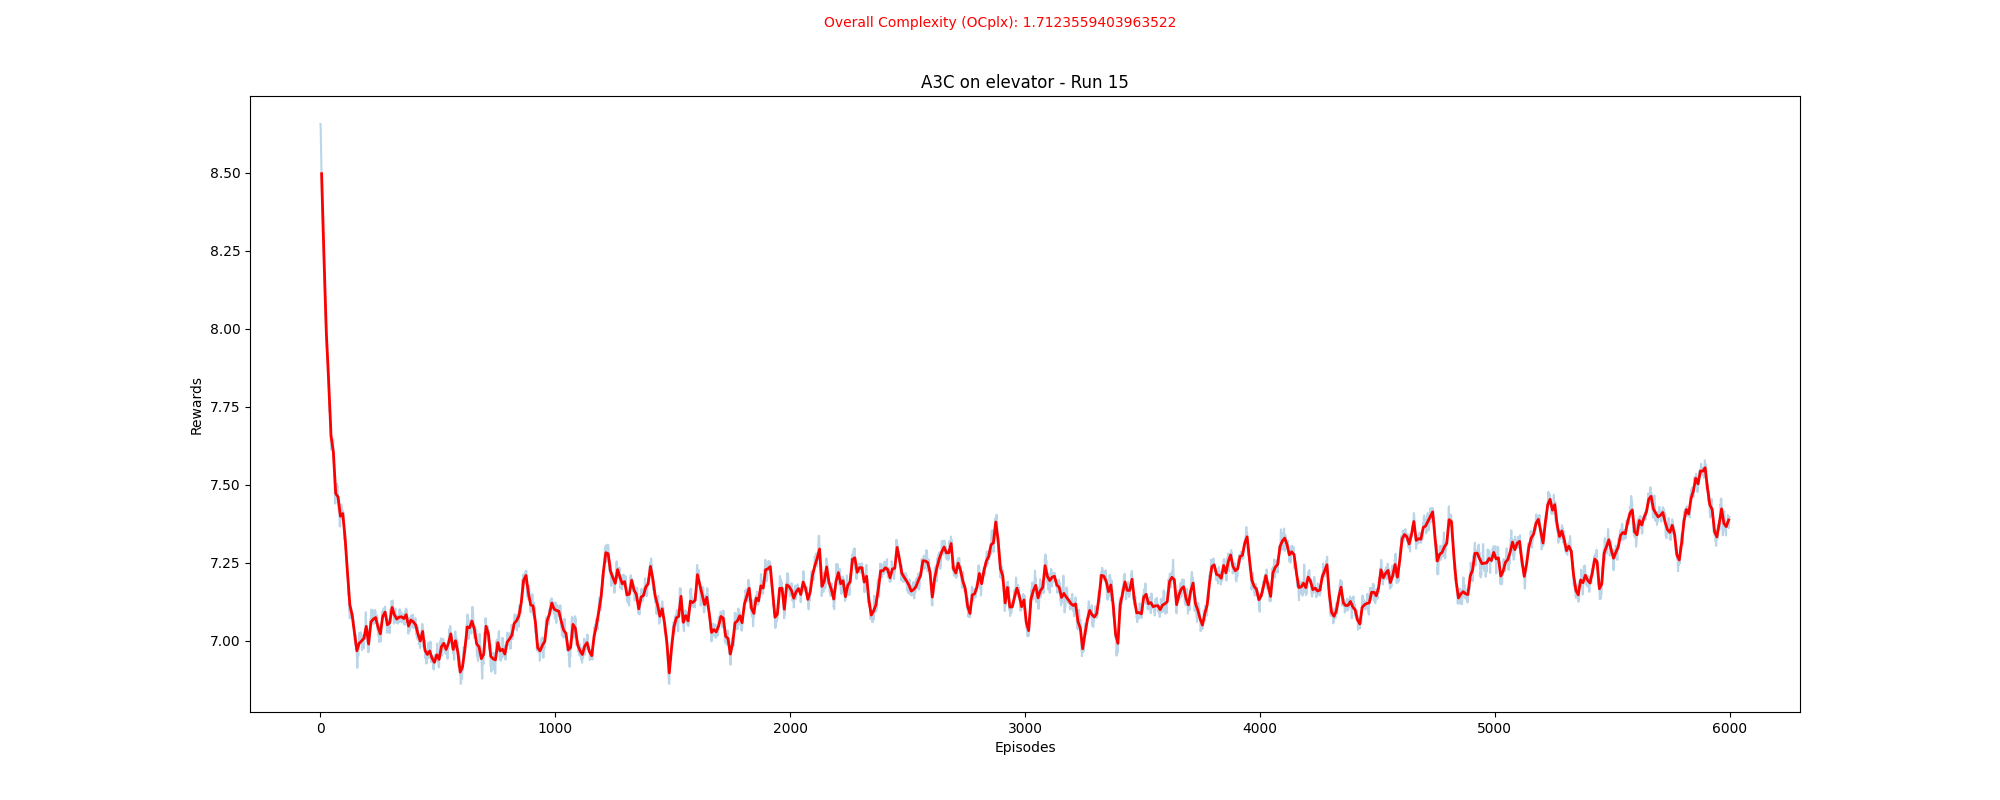 Overall Complexity (OCplx): 1.7123559403963522
A3C on elevator - Run 15
8.50
8.25
8.00
7.75
7.50
7.25
7.00
Rewards
0 1000 2000 3000 4000 5000 6000
Episodes